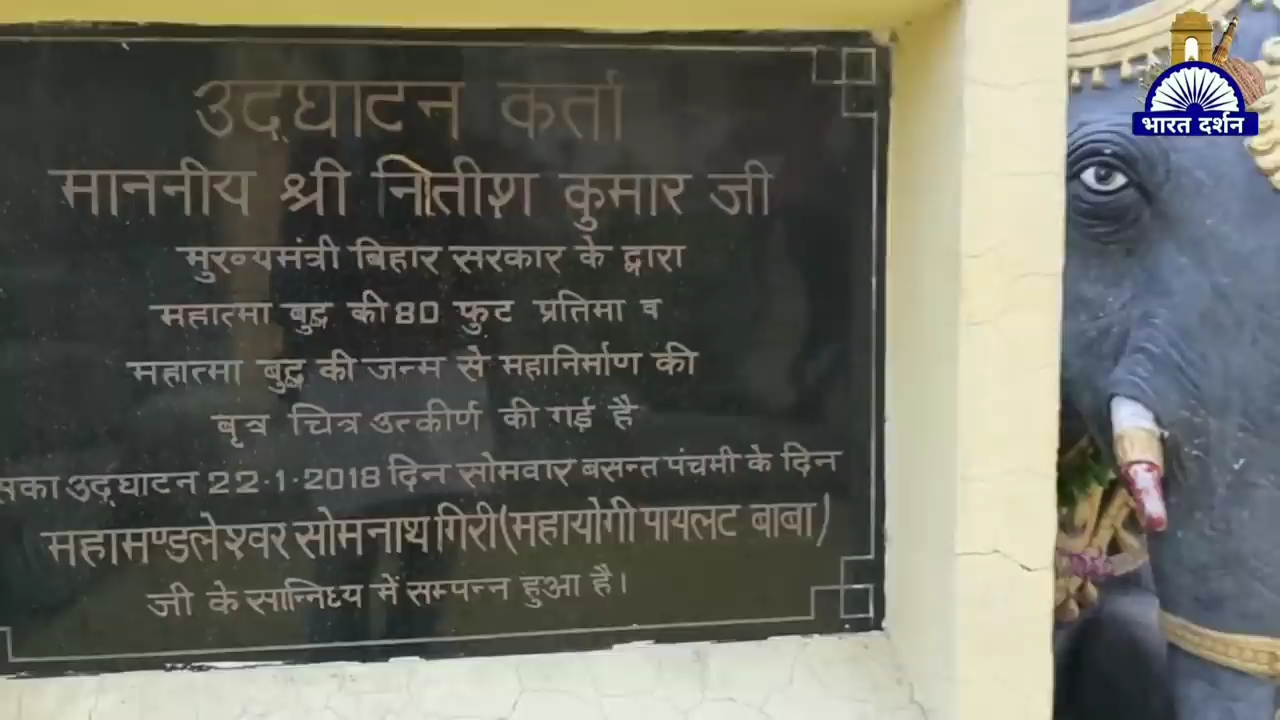 उद्घाटन कर्ता
माननीय श्री नितीश कुमार जी
मुख्यमंत्री बिहार सरकार के द्वारा
महात्मा बुद्ध की 80 फुट प्रतिमा व
महात्मा बुद्ध की जन्म से महानिर्माण की
बृत्र चित्र उत्कीर्ण की गई है
उद्घाटन 22.1.2018 दिन सोमवार बसन्त पंचमी के दिन
महामण्डलेश्वर सोमनाथ गिरी (महायोगी पायलट बाबा)
जी के सान्निध्य में सम्पन्न हुआ है।
भारत दर्शन